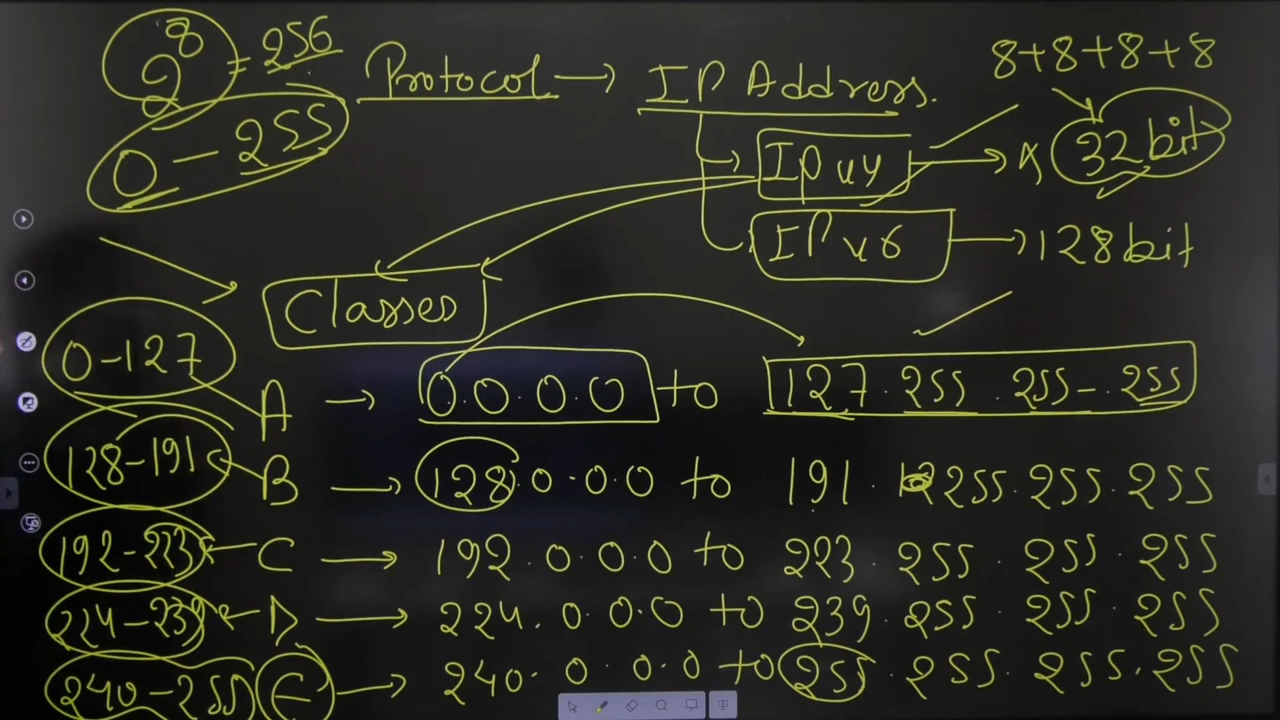 2^8 = 256
Protocol → IP Address.
8+8+8+8
0 - 255
IPv4 → 32 bit
IPv6 → 128 bit
Classes
0-127 A → 0.0.0.0 to 127.255.255.255
128-191 B → 128.0.0.0 to 191.255.255.255
192-223 C → 192.0.0.0 to 223.255.255.255
224-239 D → 224.0.0.0 to 239.255.255.255
240-255 E → 240.0.0.0 to 255.255.255.255